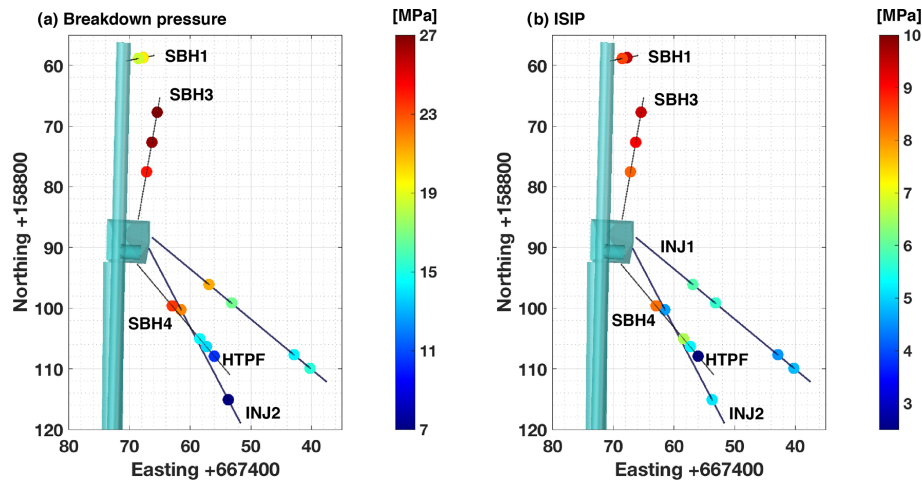 (a) Breakdown pressure
[MPa]
(b) ISIP
[MPa]
60
70
80
90
100
110
120
Northing +158800
80
70
60
50
40
Easting +667400
SBH1
SBH3
SBH4
HTPF
INJ2
27
23
19
15
11
7
60
70
80
90
100
110
120
Northing +158800
80
70
60
50
40
Easting +667400
SBH1
SBH3
INJ1
SBH4
HTPF
INJ2
10
9
8
7
6
5
4
3